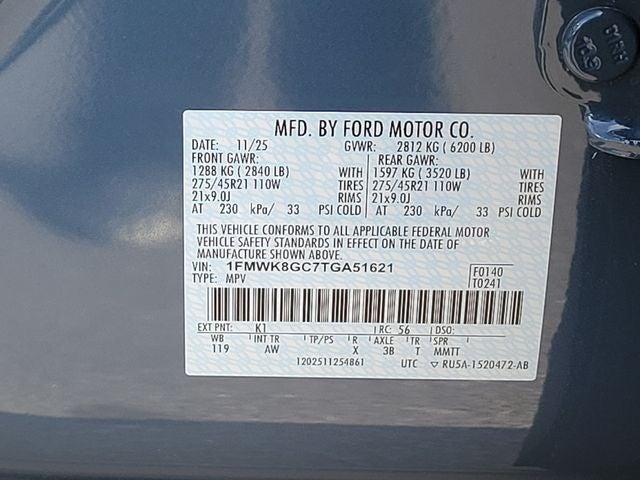 MFD. BY FORD MOTOR CO.
DATE: 11/25 GVWR: 2812 KG ( 6200 LB)
FRONT GAWR: REAR GAWR:
1288 KG ( 2840 LB) WITH 1597 KG ( 3520 LB) WITH
275/45R21 110W TIRES 275/45R21 110W TIRES
21x9.0J RIMS 21x9.0J RIMS
AT 230 kPa/ 33 PSI COLD AT 230 kPa/ 33 PSI COLD
THIS VEHICLE CONFORMS TO ALL APPLICABLE FEDERAL MOTOR
VEHICLE SAFETY STANDARDS IN EFFECT ON THE DATE OF
MANUFACTURE SHOWN ABOVE.
VIN: 1FMWK8GC7TGA51621
TYPE: MPV
F0140
T0241
EXT PNT: K1 RC: 56 DSO:
WB INT TR TP/PS R AXLE TR SPR
119 AW X 3B T MMTT
1202511254861 UTC ▽ RU5A-1520472-AB